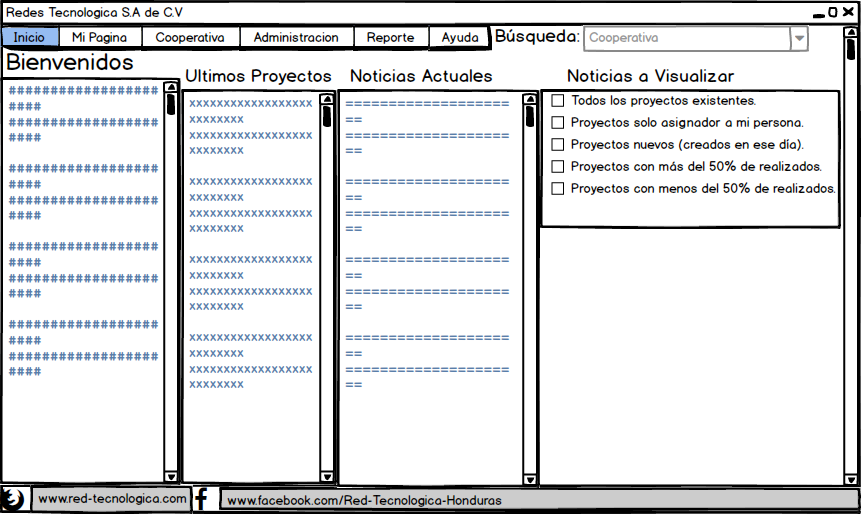 Redes Tecnologica S.A de C.V
Inicio Mi Pagina Cooperativa Administracion Reporte Ayuda Búsqueda: Cooperativa
Bienvenidos
##################
####
##################
####
##################
####
##################
####
##################
####
##################
####
##################
####
##################
####
Ultimos Proyectos
xxxxxxxxxxxxxxxxxx
xxxxxxxx
xxxxxxxxxxxxxxxxxx
xxxxxxxx
xxxxxxxxxxxxxxxxxx
xxxxxxxx
xxxxxxxxxxxxxxxxxx
xxxxxxxx
xxxxxxxxxxxxxxxxxx
xxxxxxxx
xxxxxxxxxxxxxxxxxx
xxxxxxxx
xxxxxxxxxxxxxxxxxx
xxxxxxxx
xxxxxxxxxxxxxxxxxx
xxxxxxxx
Noticias Actuales
===================
==
===================
==
===================
==
===================
==
===================
==
===================
==
===================
==
===================
==
Noticias a Visualizar
Todos los proyectos existentes.
Proyectos solo asignador a mi persona.
Proyectos nuevos (creados en ese día).
Proyectos con más del 50% de realizados.
Proyectos con menos del 50% de realizados.
www.red-tecnologica.com
www.facebook.com/Red-Tecnologica-Honduras